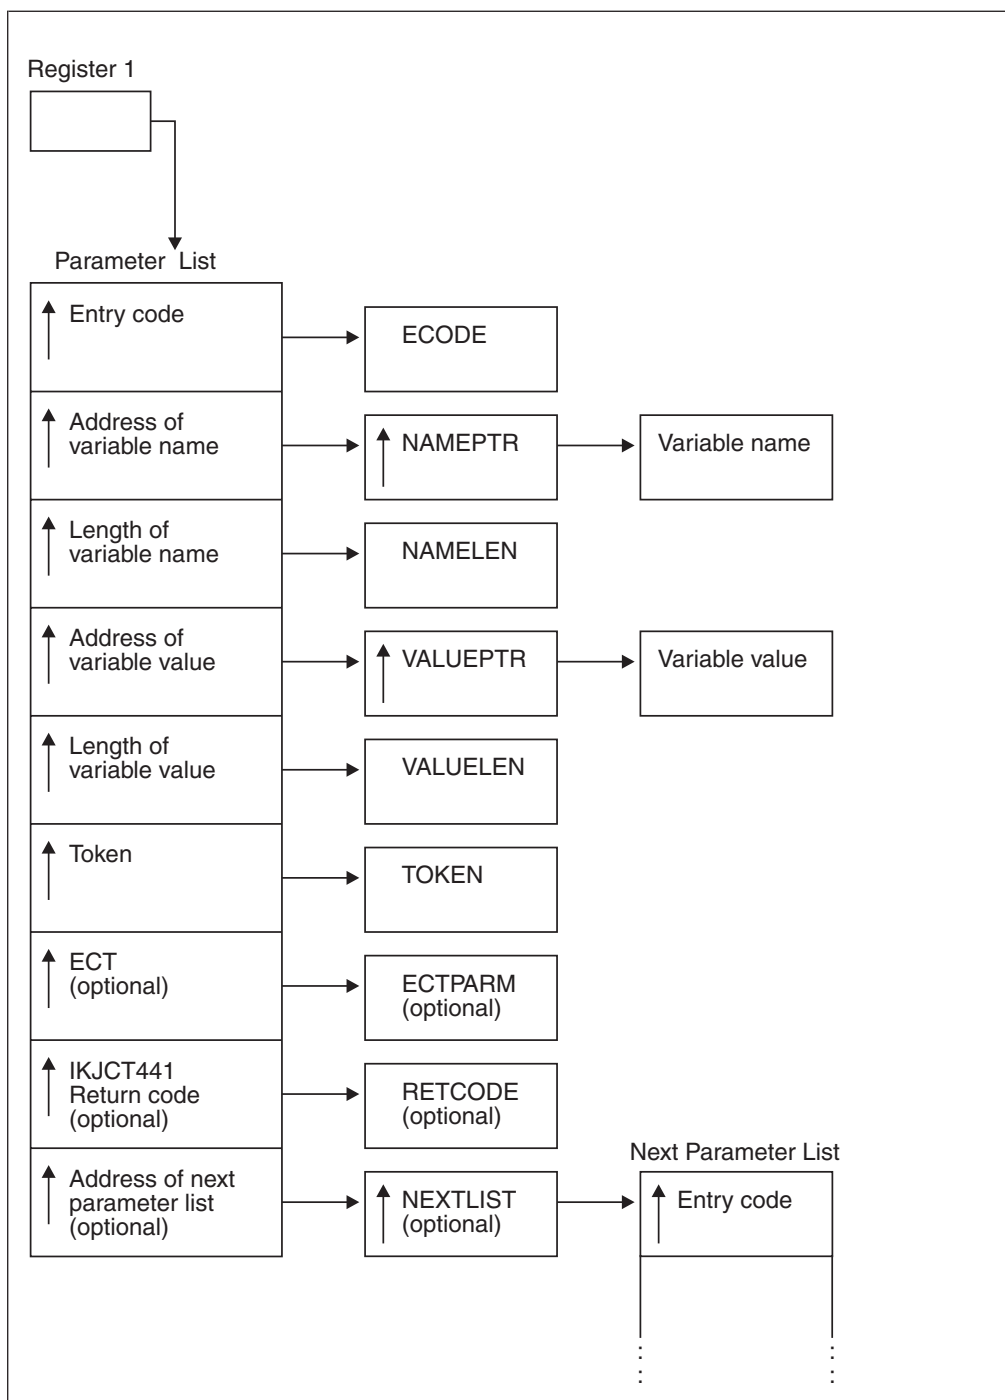 Register 1
Parameter List
Entry code
ECODE
Address of
variable name
NAMEPTR
Variable name
Length of
variable name
NAMELEN
Address of
variable value
VALUEPTR
Variable value
Length of
variable value
VALUELEN
Token
TOKEN
ECT
(optional)
ECTPARM
(optional)
IKJCT441
Return code
(optional)
RETCODE
(optional)
Next Parameter List
Address of next
parameter list
(optional)
NEXTLIST
(optional)
Entry code